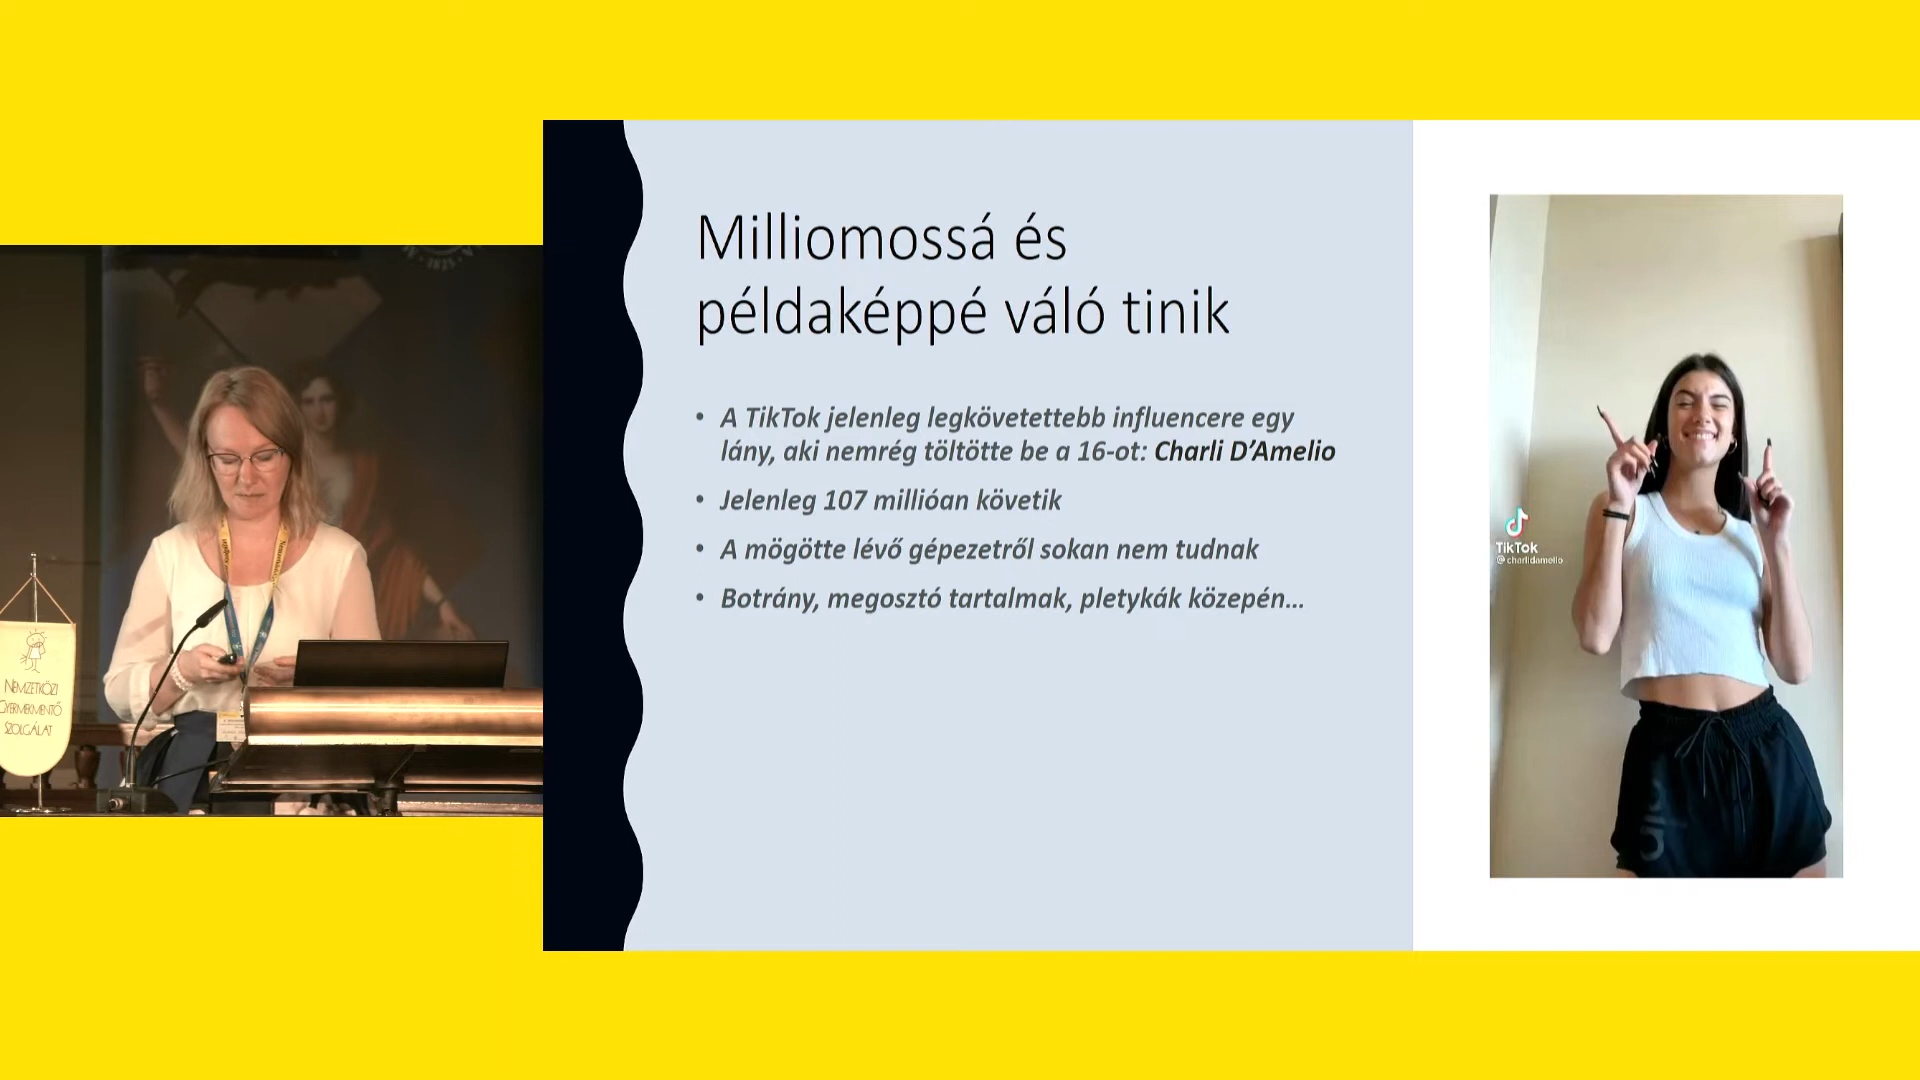 Milliomossá és
példaképpé váló tinik
• A TikTok jelenleg legkövetettebb influencere egy
lány, aki nemrég töltötte be a 16-ot: Charli D’Amelio
• Jelenleg 107 millióan követik
• A mögötte lévő gépezetről sokan nem tudnak
• Botrány, megosztó tartalmak, pletykák közepén...
TikTok
@charlidamelio
NEMZETKÖZI
GYERMEKMENTŐ
SZOLGÁLAT
1825